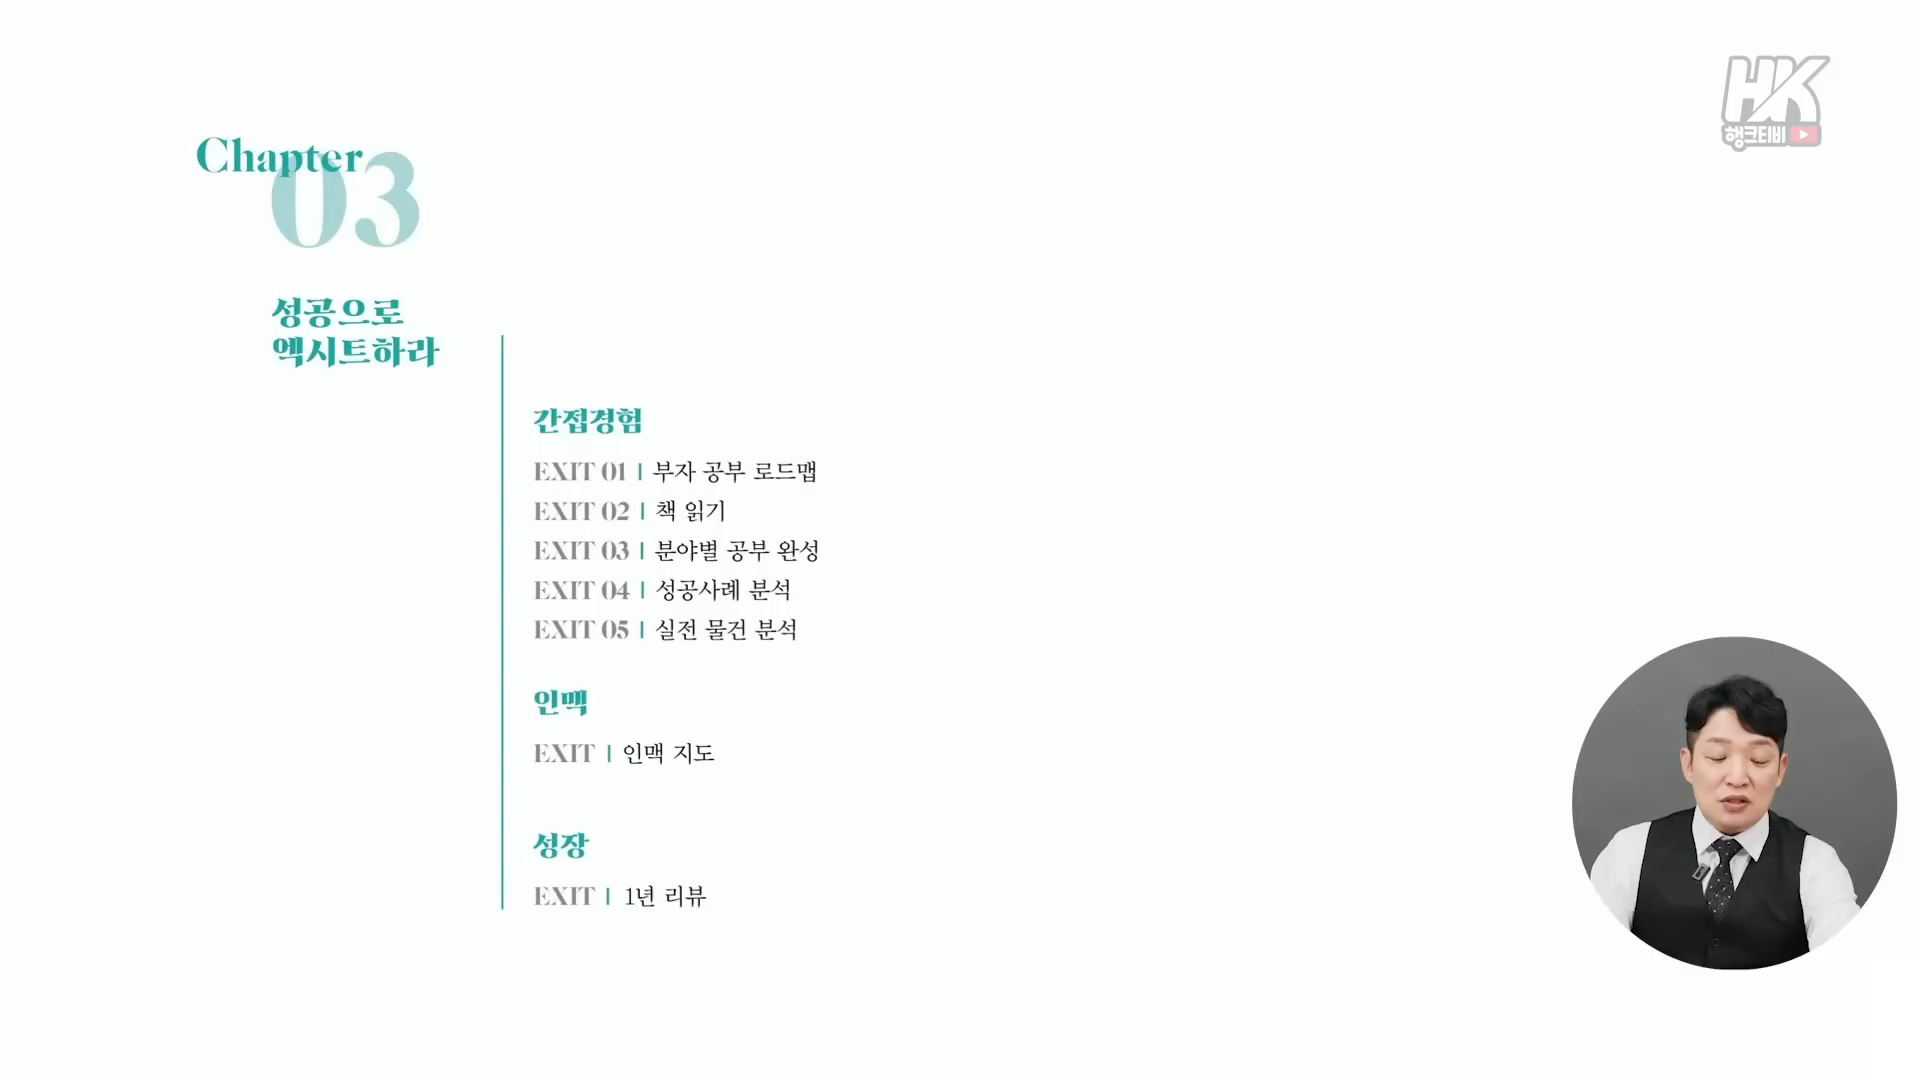 HK
행크티비
Chapter
03
성공으로
엑시트하라
간접경험
EXIT 01 | 부자 공부 로드맵
EXIT 02 | 책 읽기
EXIT 03 | 분야별 공부 완성
EXIT 04 | 성공사례 분석
EXIT 05 | 실전 물건 분석
인맥
EXIT | 인맥 지도
성장
EXIT | 1년 리뷰